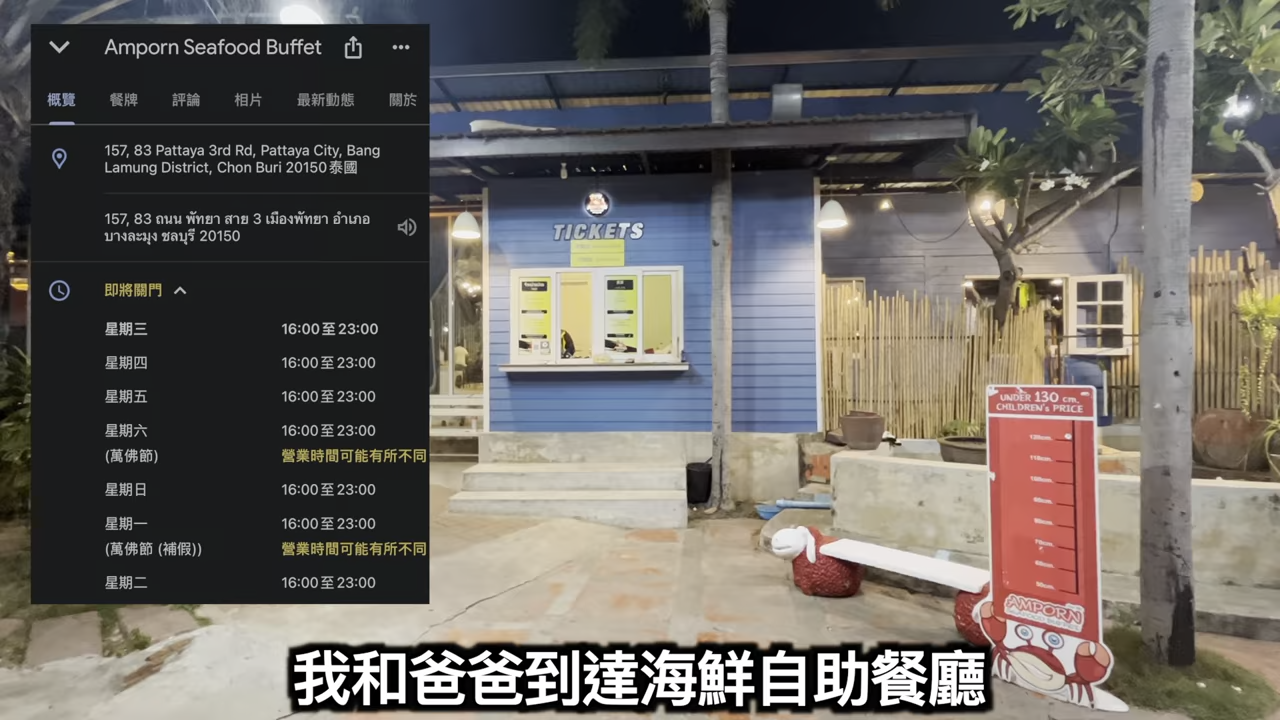 Amporn Seafood Buffet
概覽 餐牌 評論 相片 最新動態 關於
157, 83 Pattaya 3rd Rd, Pattaya City, Bang
Lamung District, Chon Buri 20150泰國
157, 83 ถนน พัทยา สาย 3 เมืองพัทยา อำเภอ
บางละมุง ชลบุรี 20150
即將關門
星期三 16:00至23:00
星期四 16:00至23:00
星期五 16:00至23:00
星期六 16:00至23:00
(萬佛節) 營業時間可能有所不同
星期日 16:00至23:00
星期一 16:00至23:00
(萬佛節 (補假)) 營業時間可能有所不同
星期二 16:00至23:00
TICKETS
UNDER 130 cm.
CHILDREN's PRICE
120cm.
110cm.
100cm.
AMPORN
我和爸爸到達海鮮自助餐廳